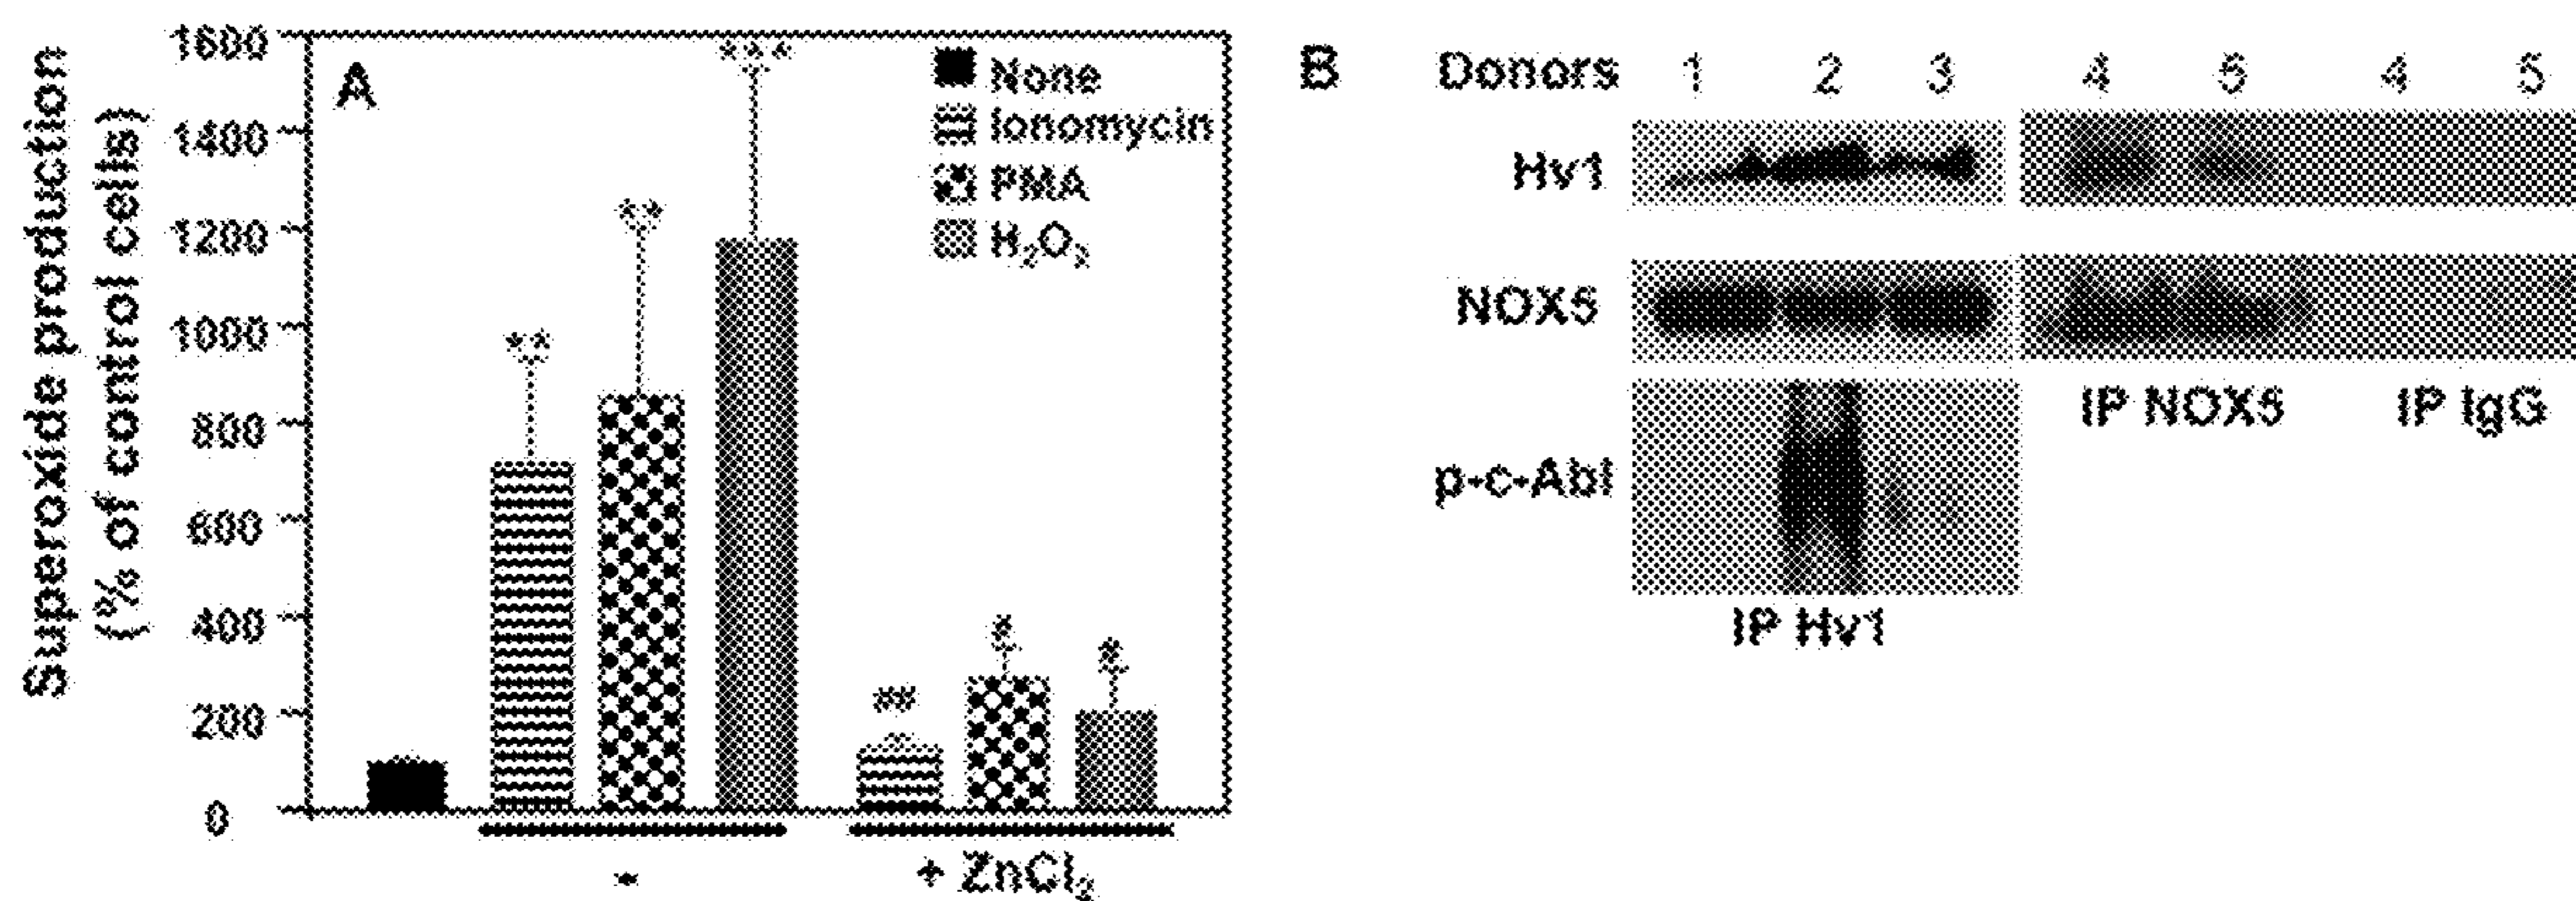 Superoxide production
(% of control cells)
1600
1400
1200
1000
800
600
400
200
0
A
***
**
**
##
#
#
None
Ionomycin
PMA
H₂O₂
-
+ ZnCl₂
B
Donors 1 2 3 4 5 4 5
Hv1
NOX5
p-c-Abl
IP NOX5
IP IgG
IP Hv1